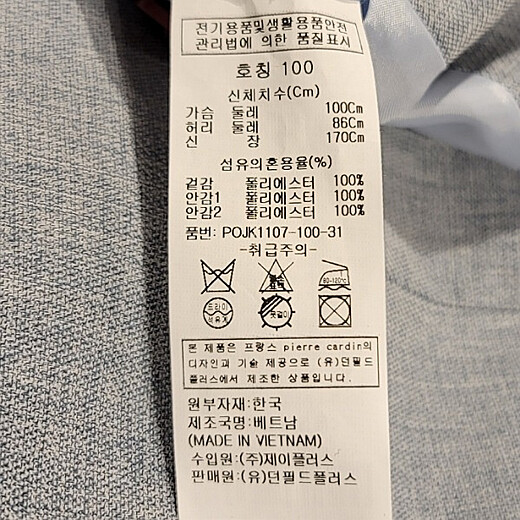 전기용품및생활용품안전
관리법에 의한 품질표시
호칭 100
신체치수(Cm)
가슴 둘레 100Cm
허리 둘레 86Cm
신 장 170Cm
섬유의혼용율(%)
겉감 폴리에스터 100%
안감1 폴리에스터 100%
안감2 폴리에스터 100%
품번: POJK1107-100-31
-취급주의-
80~120℃
드라이
석유계
옷걸이
본 제품은 프랑스 pierre cardin의
디자인과 기술 제공으로 (유)던필드
플러스에서 제조한 상품입니다.
원부자재:한국
제조국명:베트남
(MADE IN VIETNAM)
수입원:(주)제이플러스
판매원:(유)던필드플러스